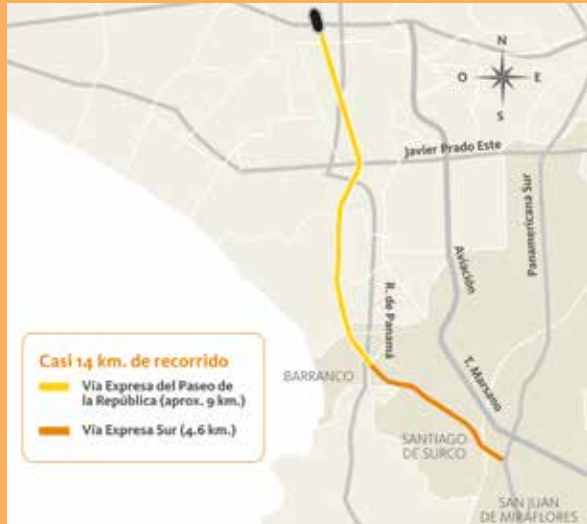 N
O E
S
Javier Prado Este
Panamericana Sur
Aviación
R. de Panamá
T. Marsano
BARRANCO
SANTIAGO
DE SURCO
SAN JUAN
DE MIRAFLORES
Casi 14 km. de recorrido
Vía Expresa del Paseo de
la República (aprox. 9 km.)
Vía Expresa Sur (4.6 km.)